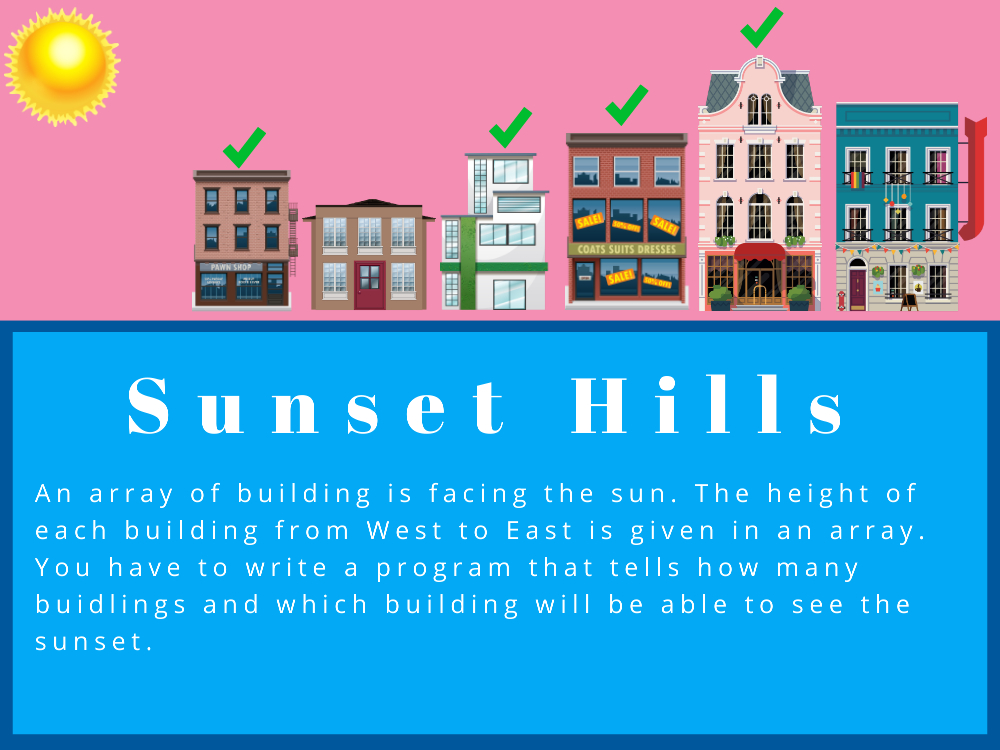 PAWN SHOP
SALE!
50% OFF!
SALE!
COATS SUITS DRESSES
SALE!
50% OFF!
Sunset Hills
An array of building is facing the sun. The height of
each building from West to East is given in an array.
You have to write a program that tells how many
buidlings and which building will be able to see the
sunset.